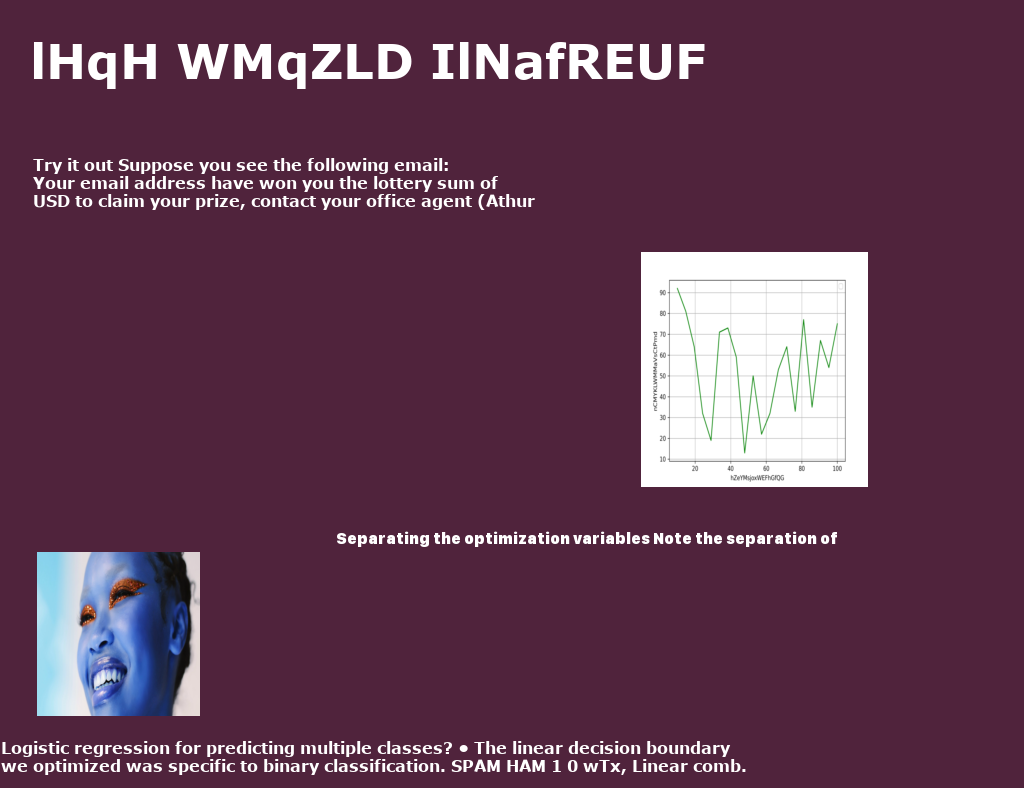 lHqH WMqZLD IlNafREUF
Try it out Suppose you see the following email:
Your email address have won you the lottery sum of
USD to claim your prize, contact your office agent (Athur
90
80
70
60
50
40
30
20
10
20 40 60 80 100
Separating the optimization variables Note the separation of
Logistic regression for predicting multiple classes? ● The linear decision boundary
we optimized was specific to binary classification. SPAM HAM 1 0 wTx, Linear comb.